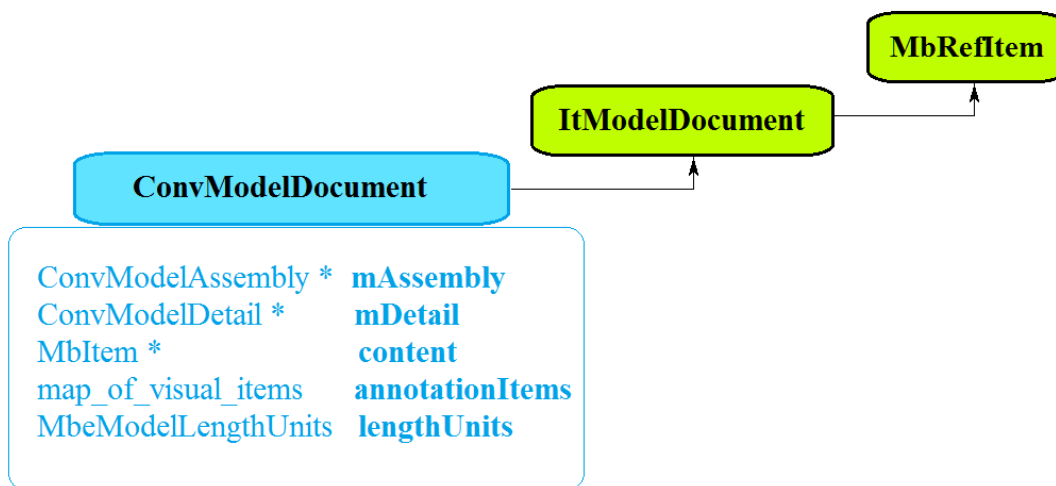 MbRefItem
ItModelDocument
ConvModelDocument
ConvModelAssembly * mAssembly
ConvModelDetail * mDetail
MbItem * content
map_of_visual_items annotationItems
MbeModelLengthUnits lengthUnits